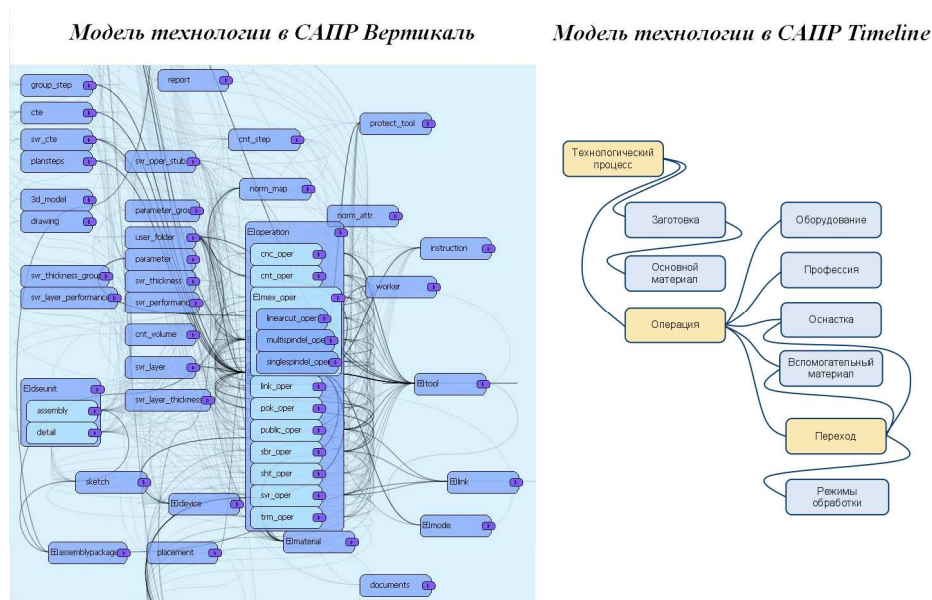 Модель технологии в САПР Вертикаль
Модель технологии в САПР Timeline
group_step
report
cte
svr_cte
cnt_step
protect_tool
plansteps
svr_oper_stub
3d_model
norm_map
drawing
parameter_grou
norm_attr
user_folder
operation
parameter
cnc_oper
instruction
svr_thickness_group
svr_thickness
cnt_oper
svr_layer_performance
svr_performanc
mex_oper
worker
cnt_volume
linearcut_oper
multispindel_ope
svr_layer
singlespindel_ope
dseunit
link_oper
tool
assembly
svr_layer_thickness
pok_oper
detail
public_oper
sbr_oper
sketch
sht_oper
link
device
svr_oper
trm_oper
mode
assemblypackage
placement
material
documents
Технологический
процесс
Заготовка
Оборудование
Основной
материал
Профессия
Операция
Оснастка
Вспомогательный
материал
Переход
Режимы
обработки